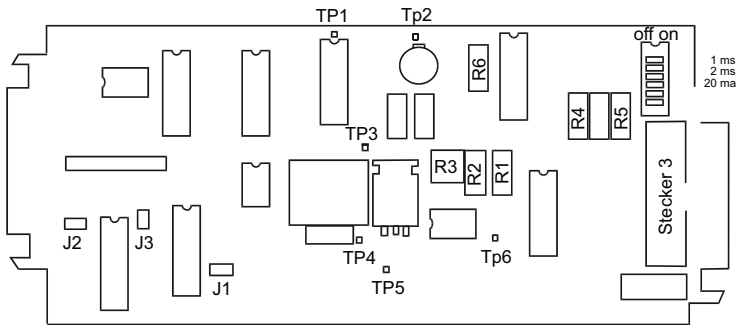 TP1
Tp2
off on
1 ms
2 ms
20 ma
R6
R4
R5
TP3
R3
R2
R1
Stecker 3
J2
J3
J1
TP4
TP5
Tp6